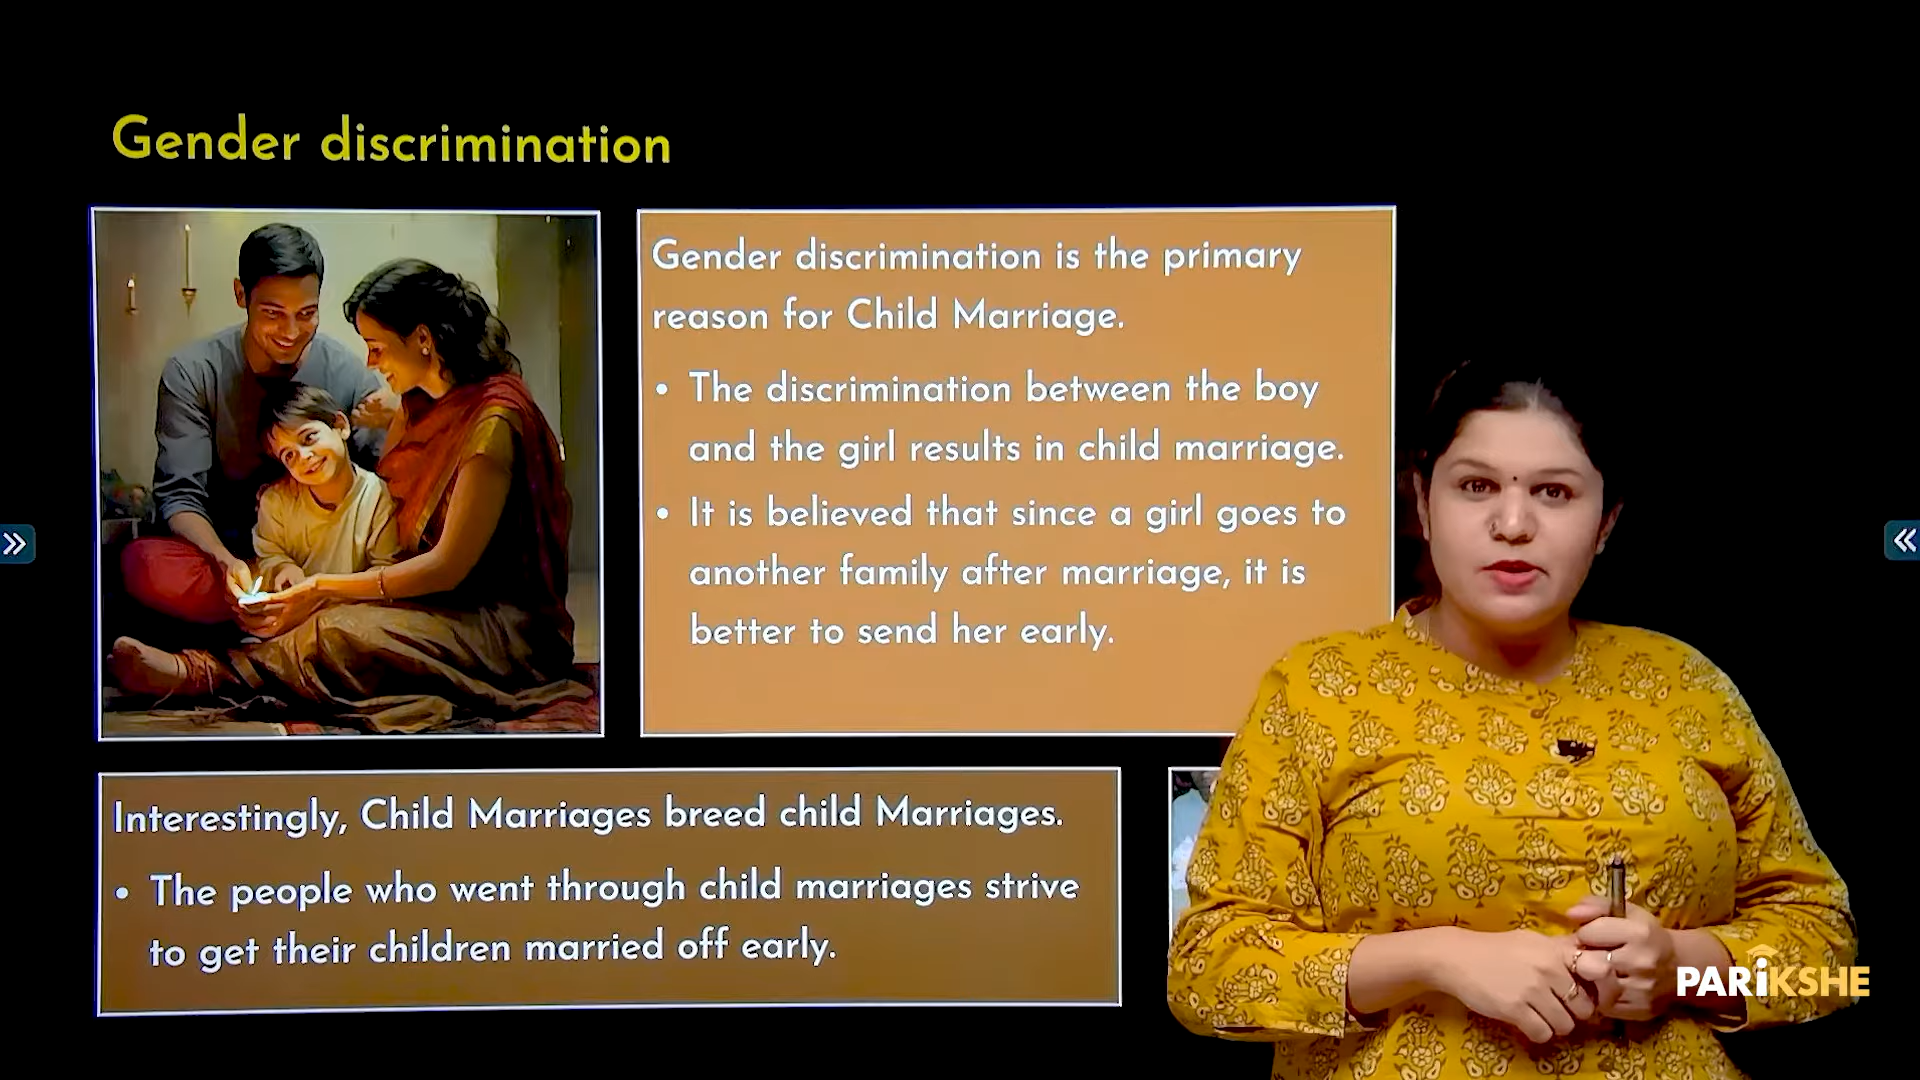 Gender discrimination
Gender discrimination is the primary
reason for Child Marriage.
• The discrimination between the boy
and the girl results in child marriage.
• It is believed that since a girl goes to
another family after marriage, it is
better to send her early.
Interestingly, Child Marriages breed child Marriages.
• The people who went through child marriages strive
to get their children married off early.
PARiKSHE